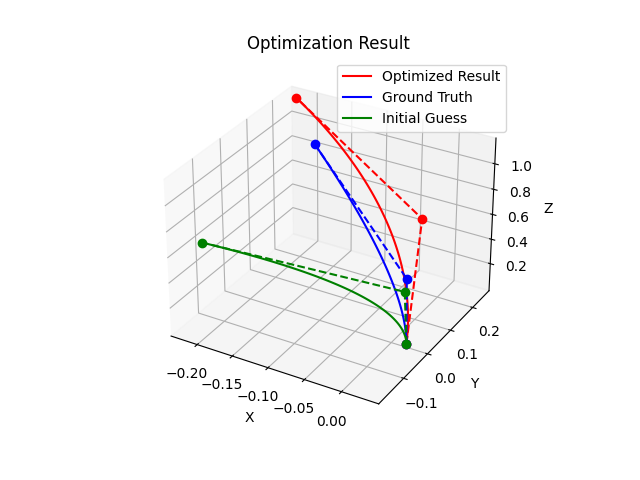 Optimization Result
Optimized Result
Ground Truth
Initial Guess
1.0
0.8
0.6
0.4
0.2
Z
0.2
0.1
0.0
−0.1
Y
−0.20
−0.15
−0.10
−0.05
0.00
X